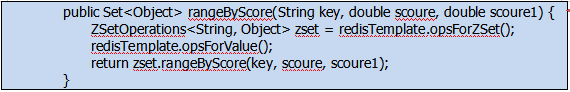 public Set<Object> rangeByScore(String key, double scoure, double scoure1) {
ZSetOperations<String, Object> zset = redisTemplate.opsForZSet();
redisTemplate.opsForValue();
return zset.rangeByScore(key, scoure, scoure1);
}